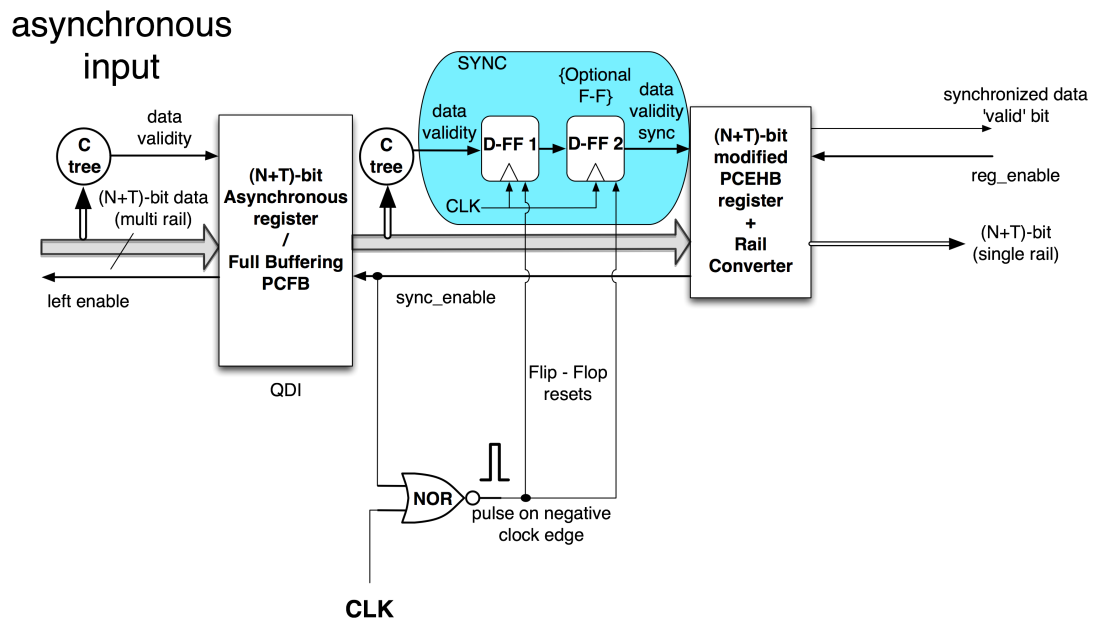 asynchronous
input
SYNC
{Optional
F-F}
data
validity
data
validity
sync
data
validity
synchronized data
'valid' bit
C
tree
C
tree
D-FF 1
D-FF 2
(N+T)-bit
modified
PCEHB
register
+
Rail
Converter
reg_enable
(N+T)-bit
Asynchronous
register
/
Full Buffering
PCFB
(N+T)-bit data
(multi rail)
CLK
(N+T)-bit
(single rail)
left enable
sync_enable
QDI
Flip - Flop
resets
NOR
pulse on negative
clock edge
CLK